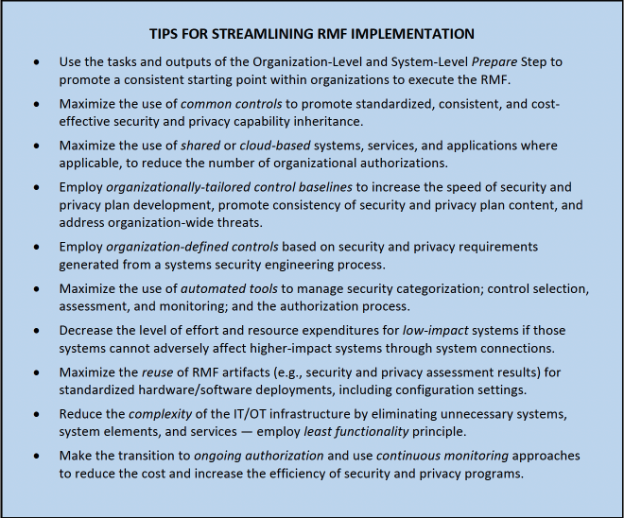 TIPS FOR STREAMLINING RMF IMPLEMENTATION
• Use the tasks and outputs of the Organization-Level and System-Level Prepare Step to
promote a consistent starting point within organizations to execute the RMF.
• Maximize the use of common controls to promote standardized, consistent, and cost-
effective security and privacy capability inheritance.
• Maximize the use of shared or cloud-based systems, services, and applications where
applicable, to reduce the number of organizational authorizations.
• Employ organizationally-tailored control baselines to increase the speed of security and
privacy plan development, promote consistency of security and privacy plan content, and
address organization-wide threats.
• Employ organization-defined controls based on security and privacy requirements
generated from a systems security engineering process.
• Maximize the use of automated tools to manage security categorization; control selection,
assessment, and monitoring; and the authorization process.
• Decrease the level of effort and resource expenditures for low-impact systems if those
systems cannot adversely affect higher-impact systems through system connections.
• Maximize the reuse of RMF artifacts (e.g., security and privacy assessment results) for
standardized hardware/software deployments, including configuration settings.
• Reduce the complexity of the IT/OT infrastructure by eliminating unnecessary systems,
system elements, and services — employ least functionality principle.
• Make the transition to ongoing authorization and use continuous monitoring approaches
to reduce the cost and increase the efficiency of security and privacy programs.